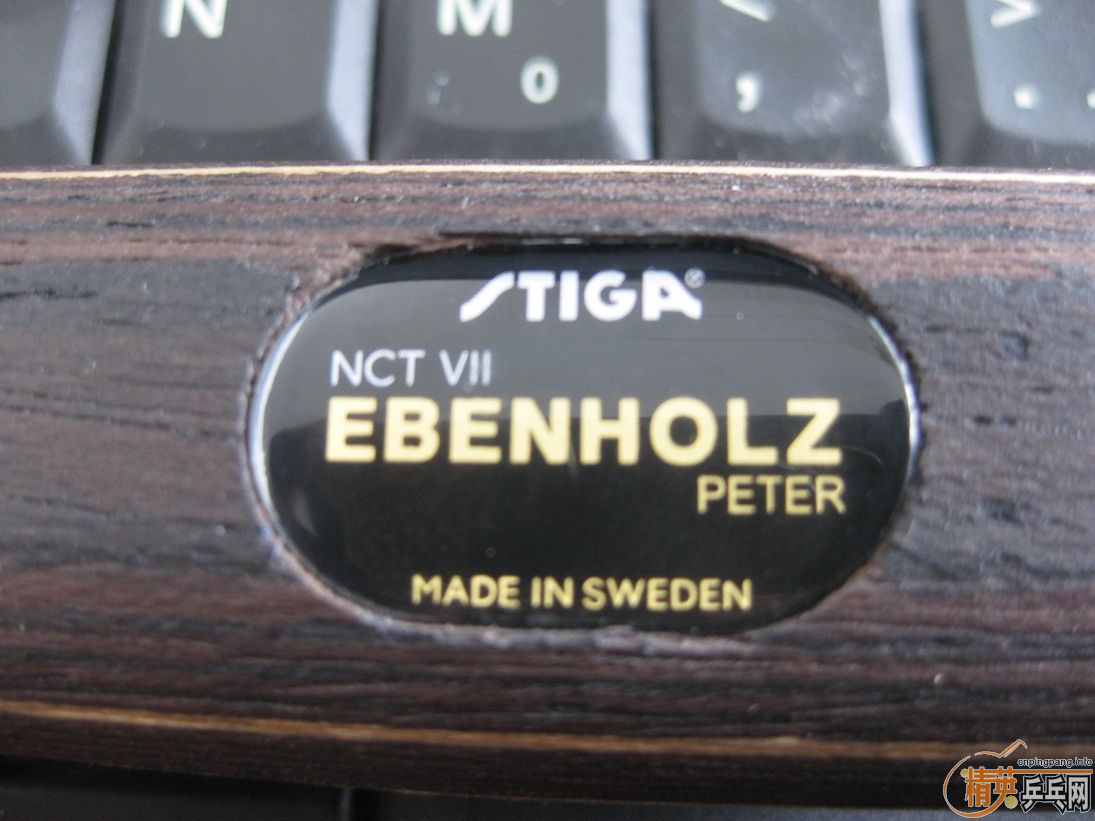 N
M
0
,
<
>
.
STIGA®
NCT VII
EBENHOLZ
PETER
MADE IN SWEDEN
cnpingpang.info
精英乒乓网